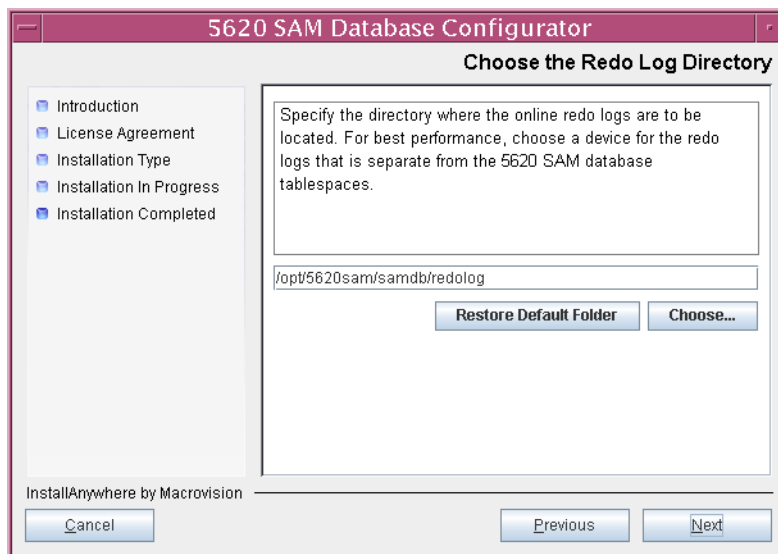 5620 SAM Database Configurator
Choose the Redo Log Directory
Introduction
License Agreement
Installation Type
Installation In Progress
Installation Completed
Specify the directory where the online redo logs are to be
located. For best performance, choose a device for the redo
logs that is separate from the 5620 SAM database
tablespaces.
/opt/5620sam/samdb/redolog
Restore Default Folder
Choose...
InstallAnywhere by Macrovision
Cancel
Previous
Next